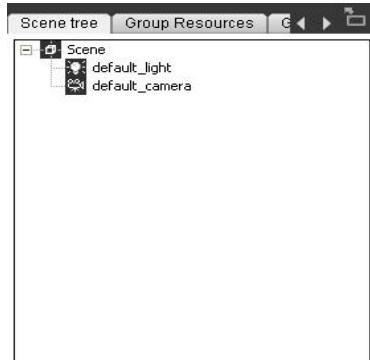 Scene tree Group Resources G
Scene
default_light
default_camera